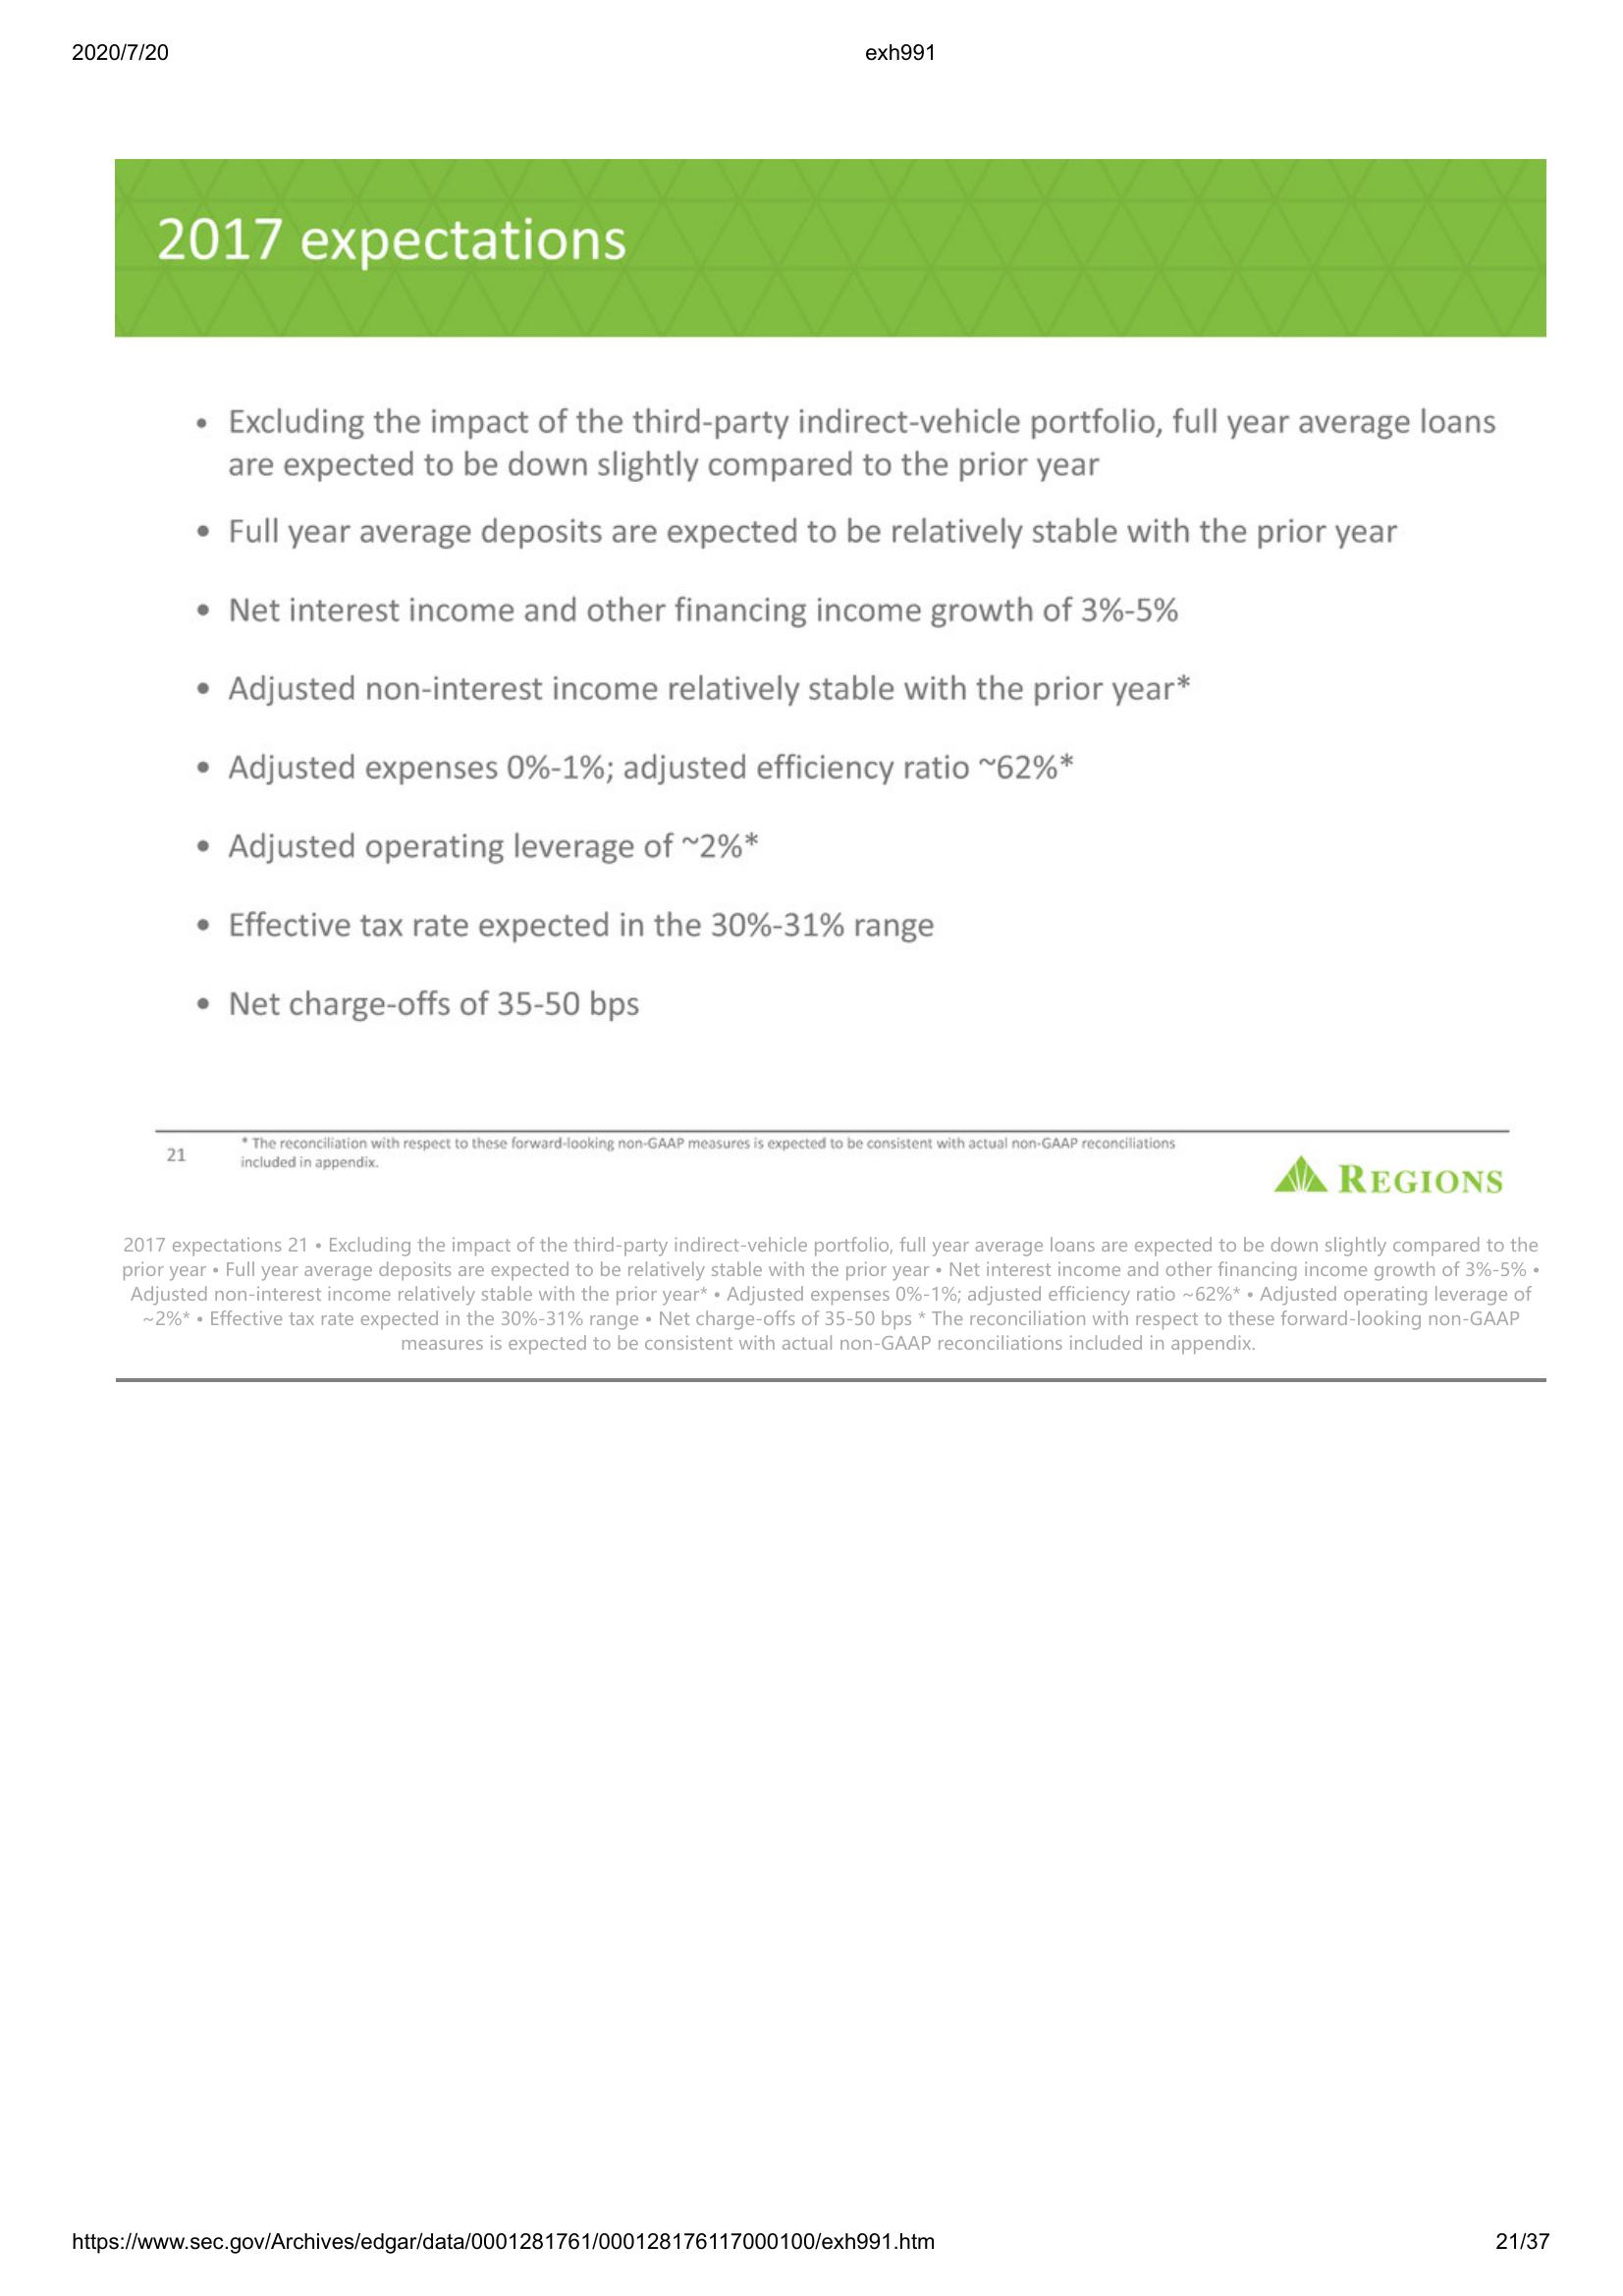 2020/7/20
exh991
2017 expectations
• Excluding the impact of the third-party indirect-vehicle portfolio, full year average loans
are expected to be down slightly compared to the prior year
• Full year average deposits are expected to be relatively stable with the prior year
• Net interest income and other financing income growth of 3%-5%
• Adjusted non-interest income relatively stable with the prior year*
• Adjusted expenses 0%-1%; adjusted efficiency ratio ~62%*
• Adjusted operating leverage of ~2%*
• Effective tax rate expected in the 30%-31% range
• Net charge-offs of 35-50 bps
21
* The reconciliation with respect to these forward-looking non-GAAP measures is expected to be consistent with actual non-GAAP reconciliations
included in appendix.
REGIONS
2017 expectations 21 • Excluding the impact of the third-party indirect-vehicle portfolio, full year average loans are expected to be down slightly compared to the
prior year • Full year average deposits are expected to be relatively stable with the prior year • Net interest income and other financing income growth of 3%-5% •
Adjusted non-interest income relatively stable with the prior year* • Adjusted expenses 0%-1%; adjusted efficiency ratio ~62%* • Adjusted operating leverage of
~2%* • Effective tax rate expected in the 30%-31% range • Net charge-offs of 35-50 bps * The reconciliation with respect to these forward-looking non-GAAP
measures is expected to be consistent with actual non-GAAP reconciliations included in appendix.
https://www.sec.gov/Archives/edgar/data/0001281761/000128176117000100/exh991.htm
21/37